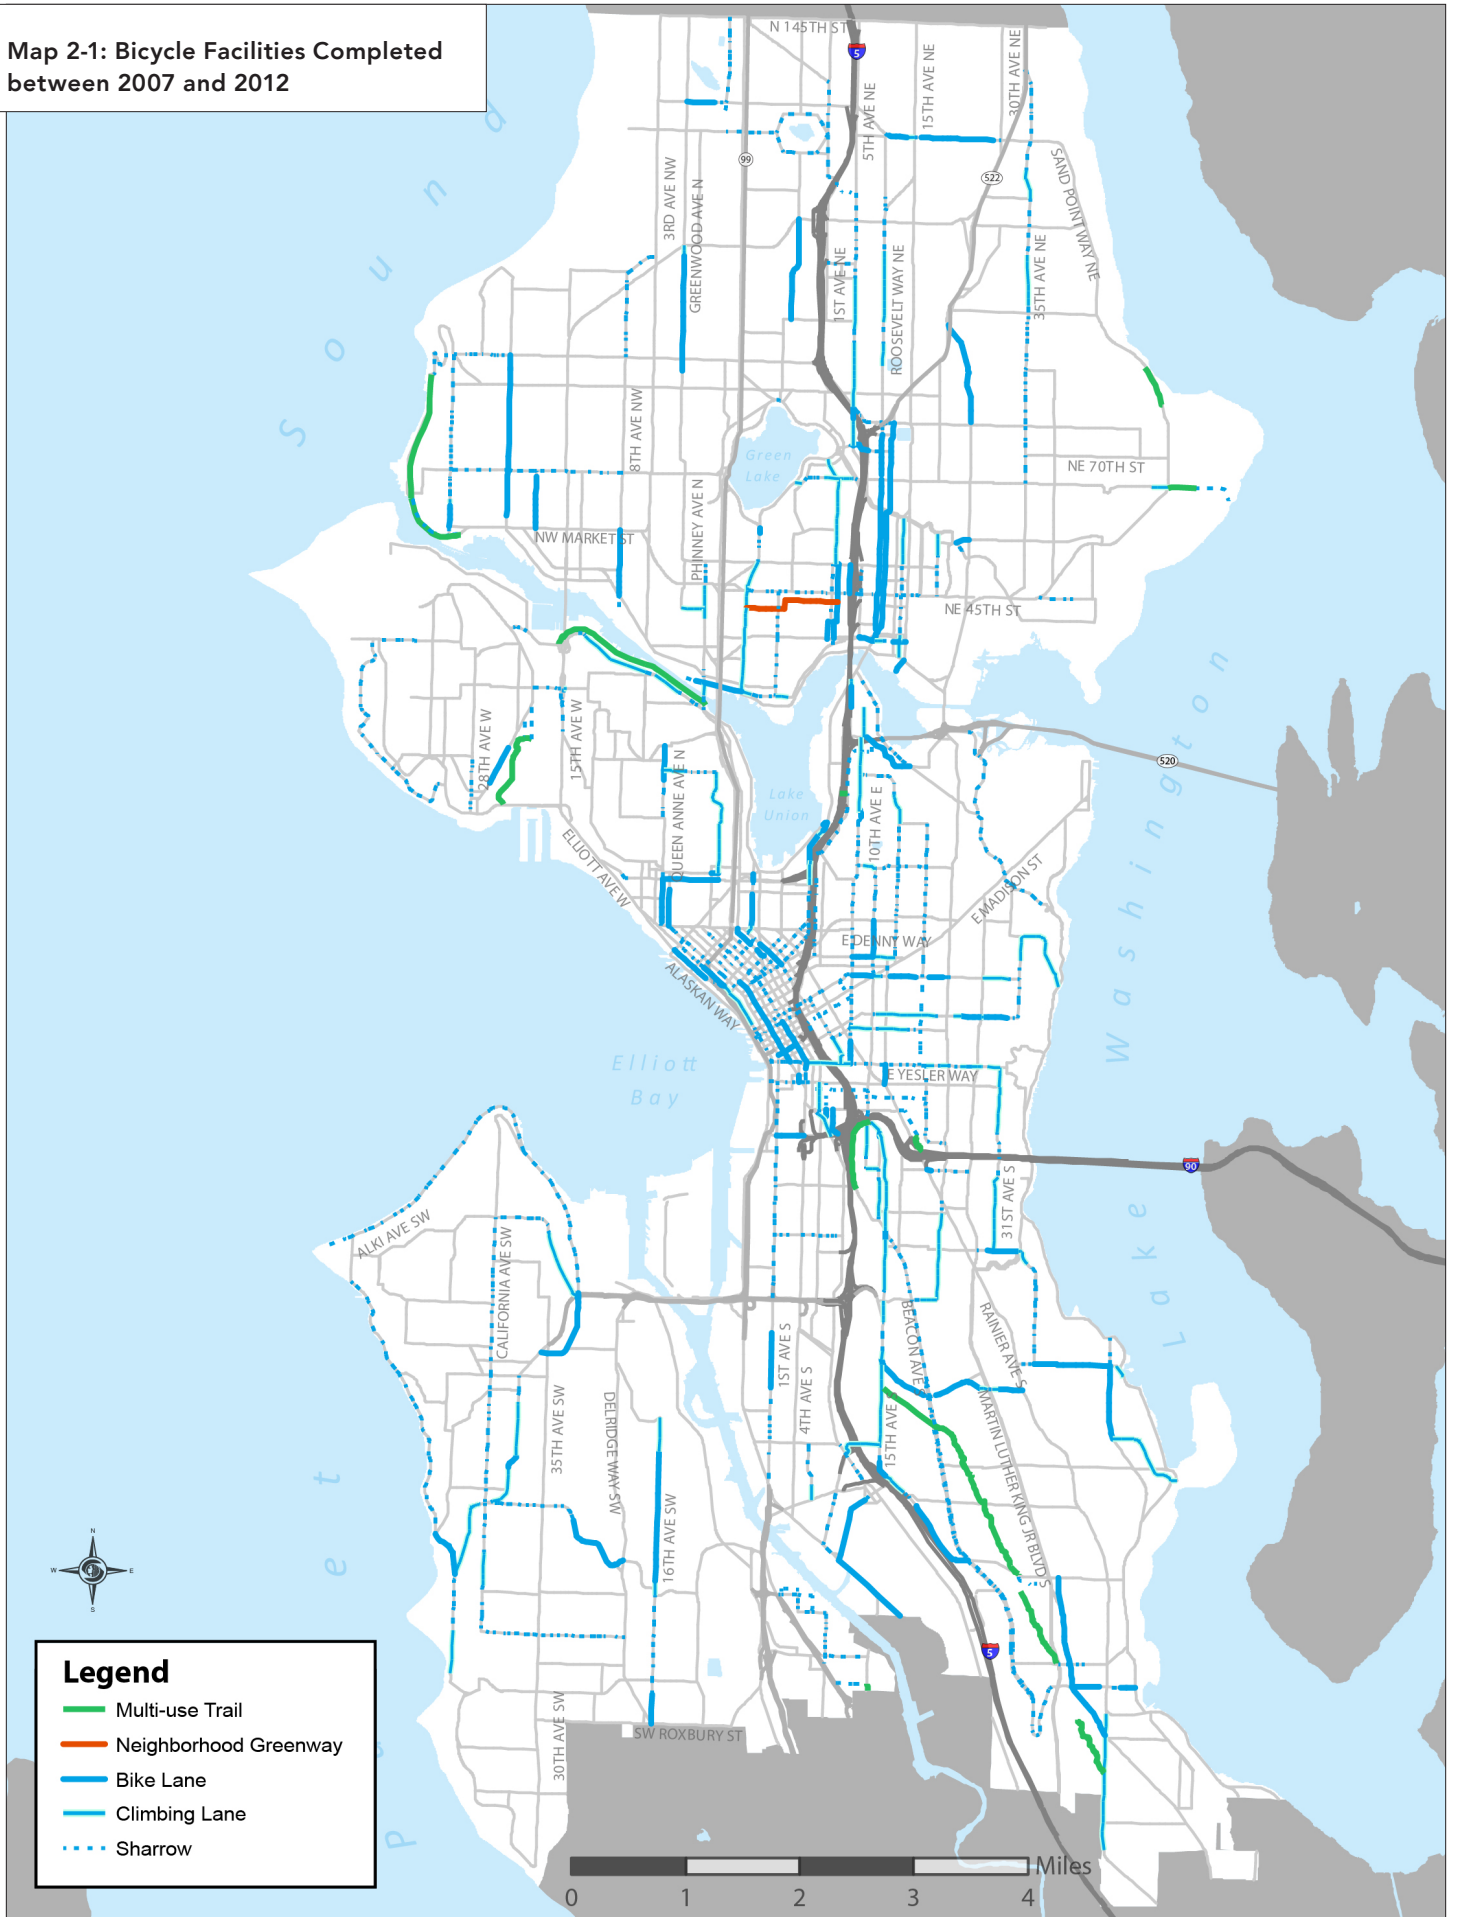 Map 2-1: Bicycle Facilities Completed
between 2007 and 2012
N 145TH ST
5
5TH AVE NE
15TH AVE NE
30TH AVE NE
99
522
3RD AVE NW
GREENWOOD AVE N
SAND POINT WAY NE
1ST AVE NE
ROOSEVELT WAY NE
35TH AVE NE
8TH AVE NW
Green
Lake
NE 70TH ST
PHINNEY AVE N
NW MARKET ST
NE 45TH ST
28TH AVE W
15TH AVE W
QUEEN ANNE AVE N
520
Lake
Union
10TH AVE E
ELLIOTT AVE W
E MADISON ST
E DENNY WAY
ALASKAN WAY
Elliott
Bay
E YESLER WAY
90
31ST AVE S
ALKI AVE SW
CALIFORNIA AVE SW
BEACON AVE S
RAINIER AVE S
1ST AVE S
4TH AVE S
35TH AVE SW
DELRIDGE WAY SW
15TH AVE
MARTIN LUTHER KING JR BLVD S
16TH AVE SW
5
30TH AVE SW
SW ROXBURY ST
Puget Sound
Lake Washington
N
W
E
S
Legend
Multi-use Trail
Neighborhood Greenway
Bike Lane
Climbing Lane
Sharrow
Miles
0 1 2 3 4